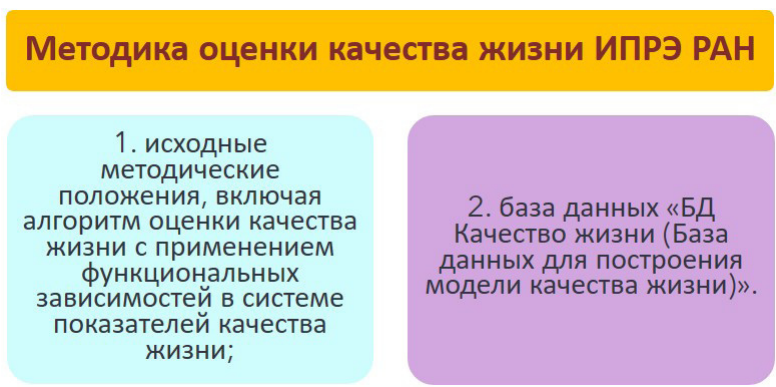 Методика оценки качества жизни ИПРЭ РАН
1. исходные
методические
положения, включая
алгоритм оценки качества
жизни с применением
функциональных
зависимостей в системе
показателей качества
жизни;
2. база данных «БД
Качество жизни (База
данных для построения
модели качества жизни)».